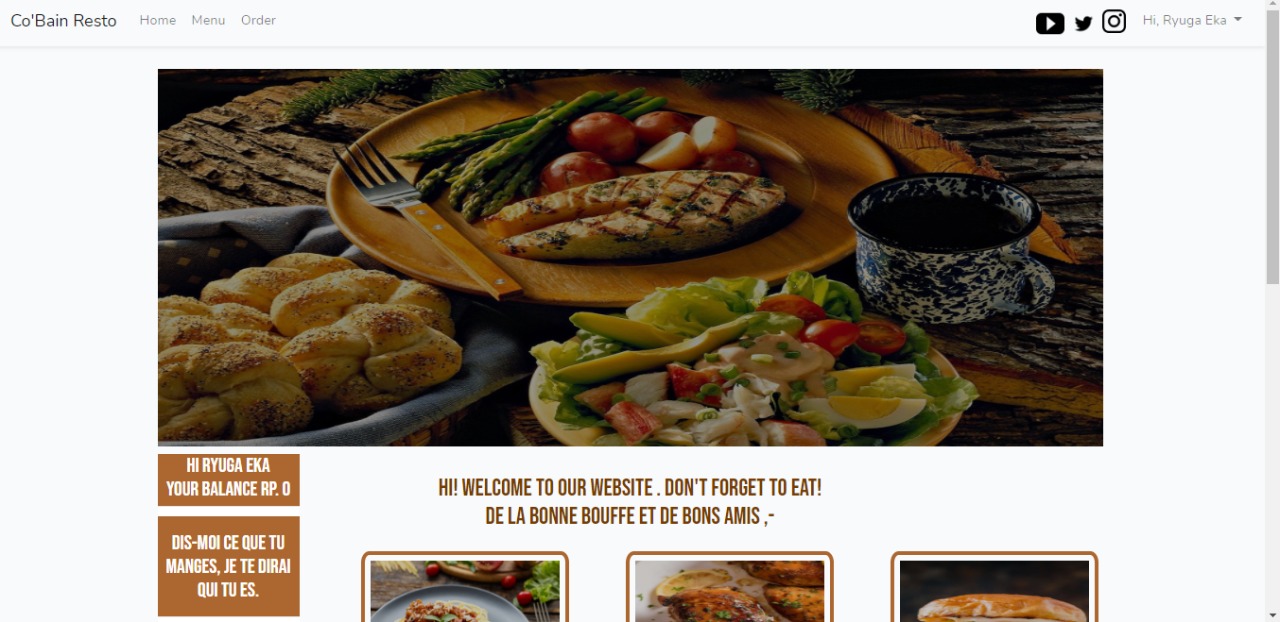 Co'Bain Resto Home Menu Order Hi, Ryuga Eka
HI RYUGA EKA
YOUR BALANCE RP. 0
HI! WELCOME TO OUR WEBSITE . DON'T FORGET TO EAT!
DE LA BONNE BOUFFE ET DE BONS AMIS ,-
DIS-MOI CE QUE TU
MANGES, JE TE DIRAI
QUI TU ES.